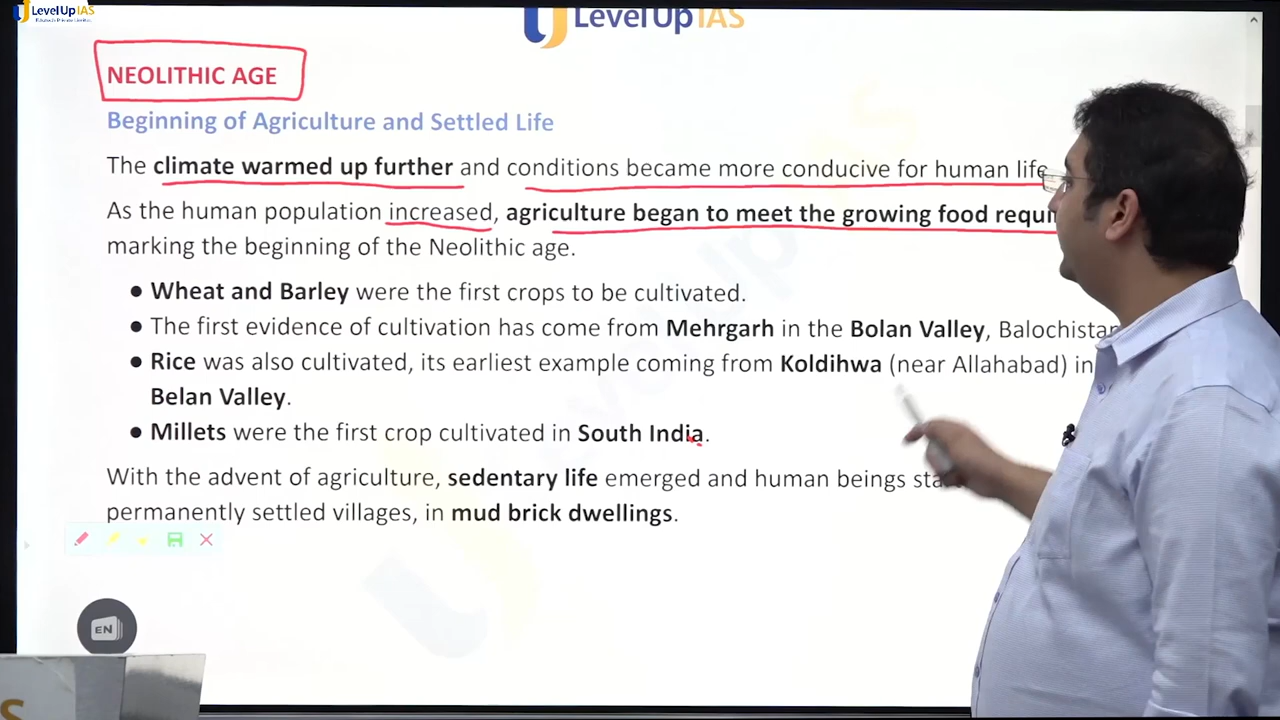 LevelUp IAS
LevelUp IAS
NEOLITHIC AGE
Beginning of Agriculture and Settled Life
The climate warmed up further and conditions became more conducive for human life
As the human population increased, agriculture began to meet the growing food
marking the beginning of the Neolithic age.
● Wheat and Barley were the first crops to be cultivated.
● The first evidence of cultivation has come from Mehrgarh in the Bolan Valley,
● Rice was also cultivated, its earliest example coming from Koldihwa (near Allahabad) in
Belan Valley.
● Millets were the first crop cultivated in South India.
With the advent of agriculture, sedentary life emerged and human beings
permanently settled villages, in mud brick dwellings.
EN